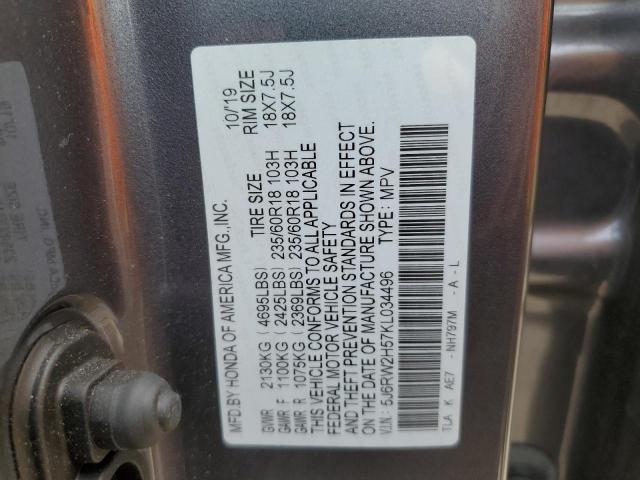 MFD.BY HONDA OF AMERICA MFG.,INC. 10/'19
TIRE SIZE RIM SIZE
GVWR 2130KG (4695LBS)
GAWR F 1100KG (2425LBS) 235/60R18 103H 18X7.5J
GAWR R 1075KG (2369LBS) 235/60R18 103H 18X7.5J
THIS VEHICLE CONFORMS TO ALL APPLICABLE
FEDERAL MOTOR VEHICLE SAFETY
AND THEFT PREVENTION STANDARDS IN EFFECT
ON THE DATE OF MANUFACTURE SHOWN ABOVE.
V.I.N.: 5J6RW2H57KL034496 TYPE: MPV
TLA K AE7 - NH797M - A - L